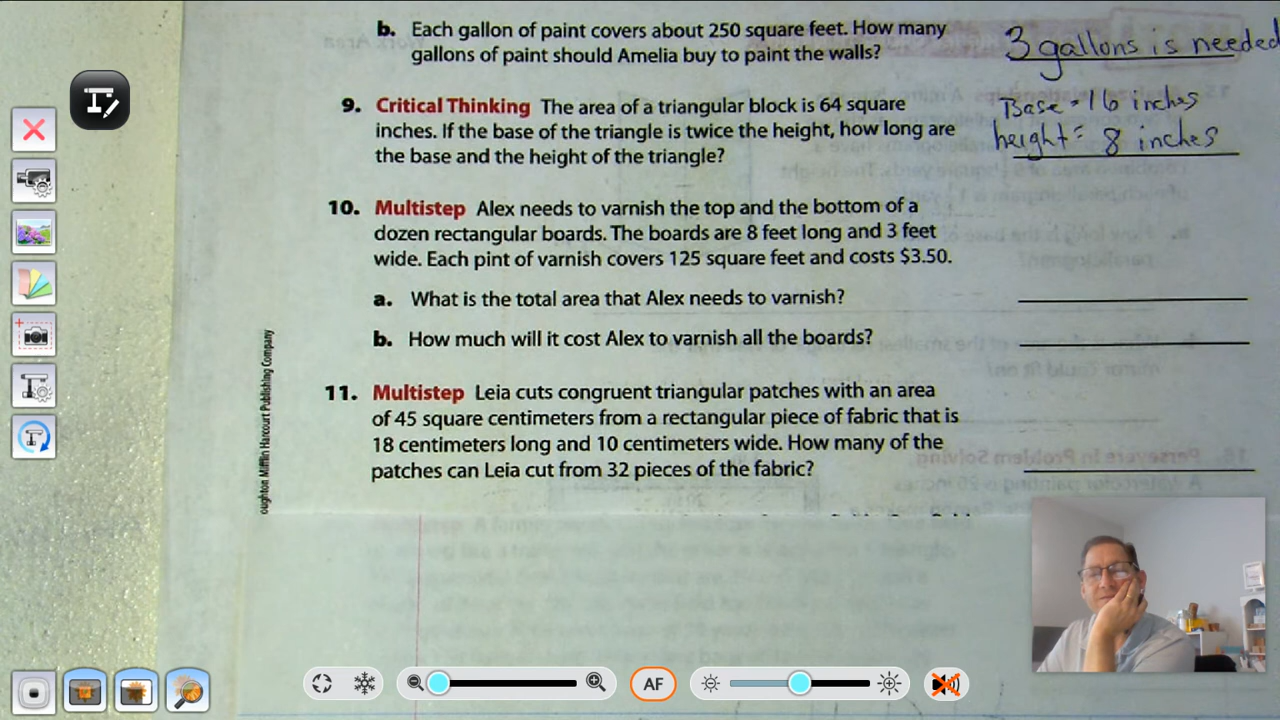 b. Each gallon of paint covers about 250 square feet. How many
gallons of paint should Amelia buy to paint the walls?
3 gallons is needed
9. Critical Thinking The area of a triangular block is 64 square
inches. If the base of the triangle is twice the height, how long are
the base and the height of the triangle?
Base = 16 inches
height = 8 inches
10. Multistep Alex needs to varnish the top and the bottom of a
dozen rectangular boards. The boards are 8 feet long and 3 feet
wide. Each pint of varnish covers 125 square feet and costs $3.50.
a. What is the total area that Alex needs to varnish?
b. How much will it cost Alex to varnish all the boards?
11. Multistep Leia cuts congruent triangular patches with an area
of 45 square centimeters from a rectangular piece of fabric that is
18 centimeters long and 10 centimeters wide. How many of the
patches can Leia cut from 32 pieces of the fabric?
oughton Mifflin Harcourt Publishing Company
AF